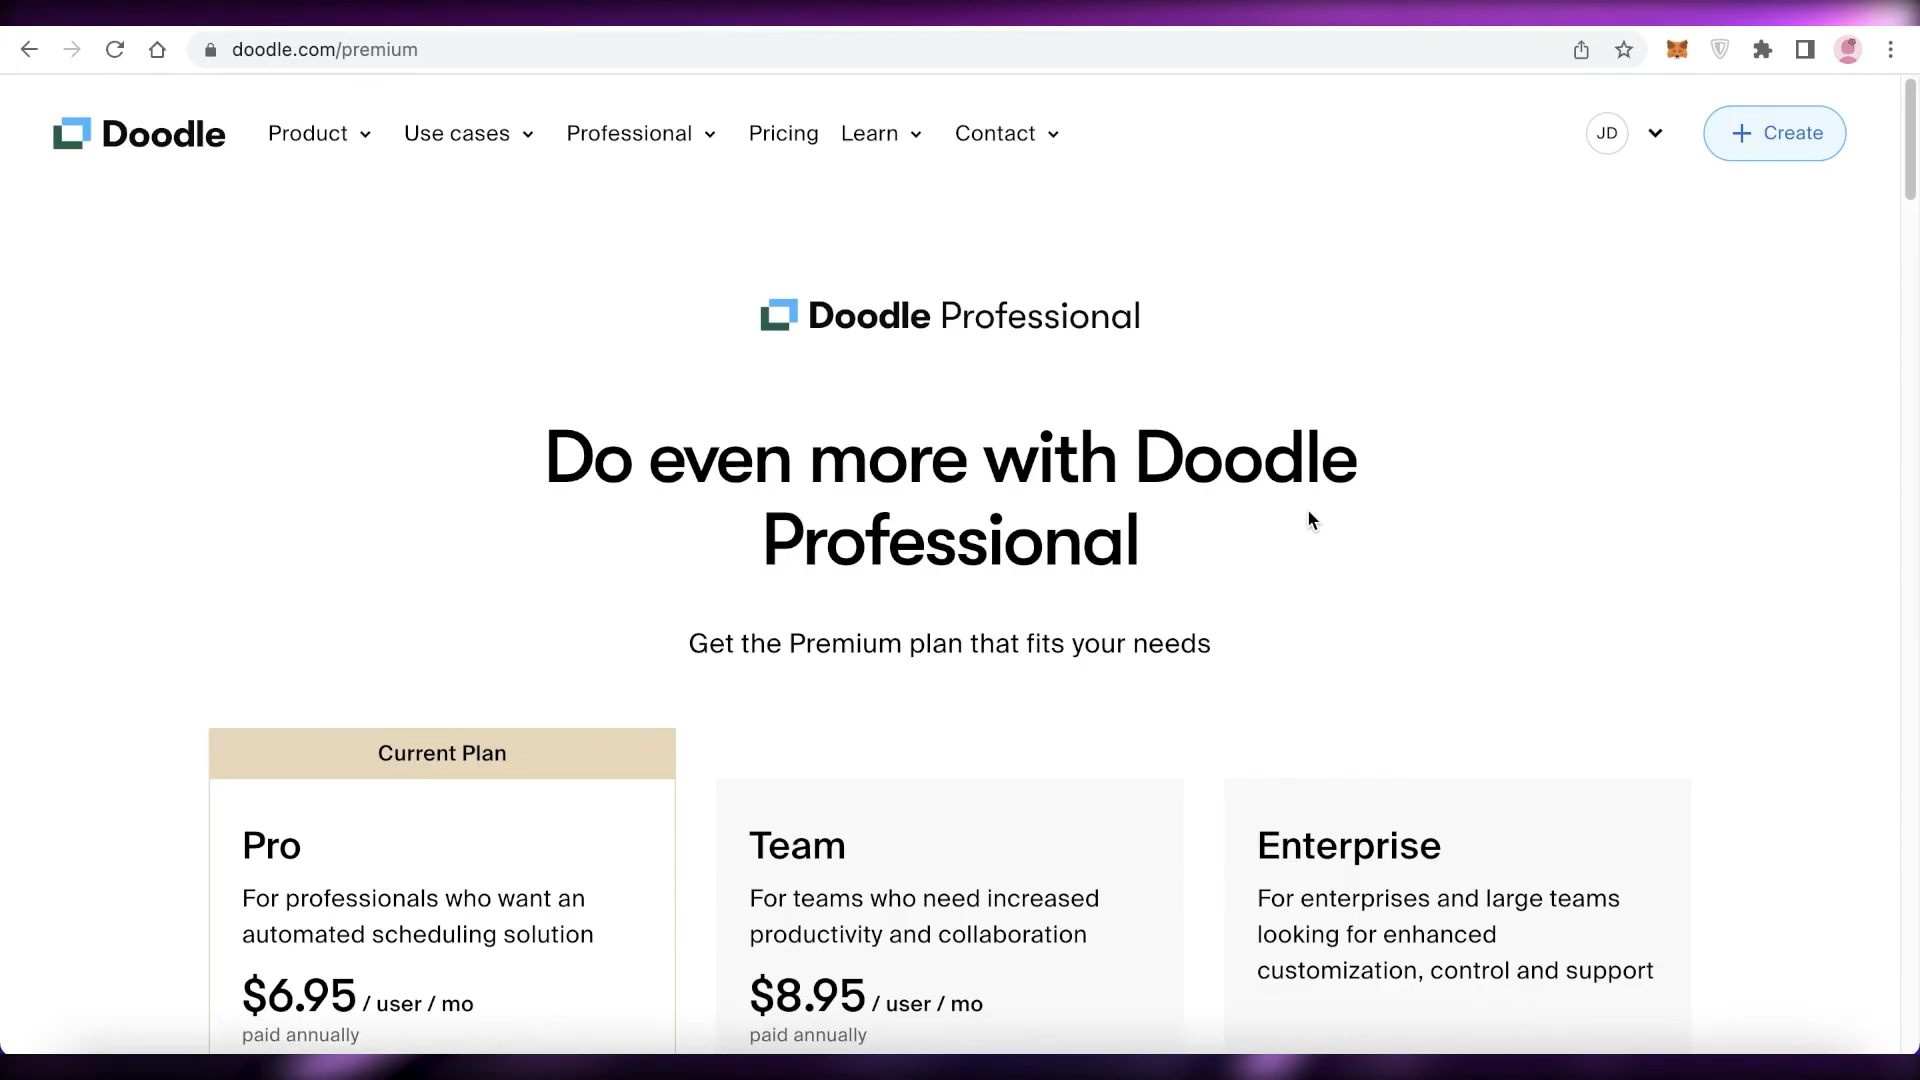 doodle.com/premium
Doodle Product Use cases Professional Pricing Learn Contact JD + Create
Doodle Professional
Do even more with Doodle
Professional
Get the Premium plan that fits your needs
Current Plan
Pro
For professionals who want an
automated scheduling solution
$6.95 / user / mo
paid annually
Team
For teams who need increased
productivity and collaboration
$8.95 / user / mo
paid annually
Enterprise
For enterprises and large teams
looking for enhanced
customization, control and support